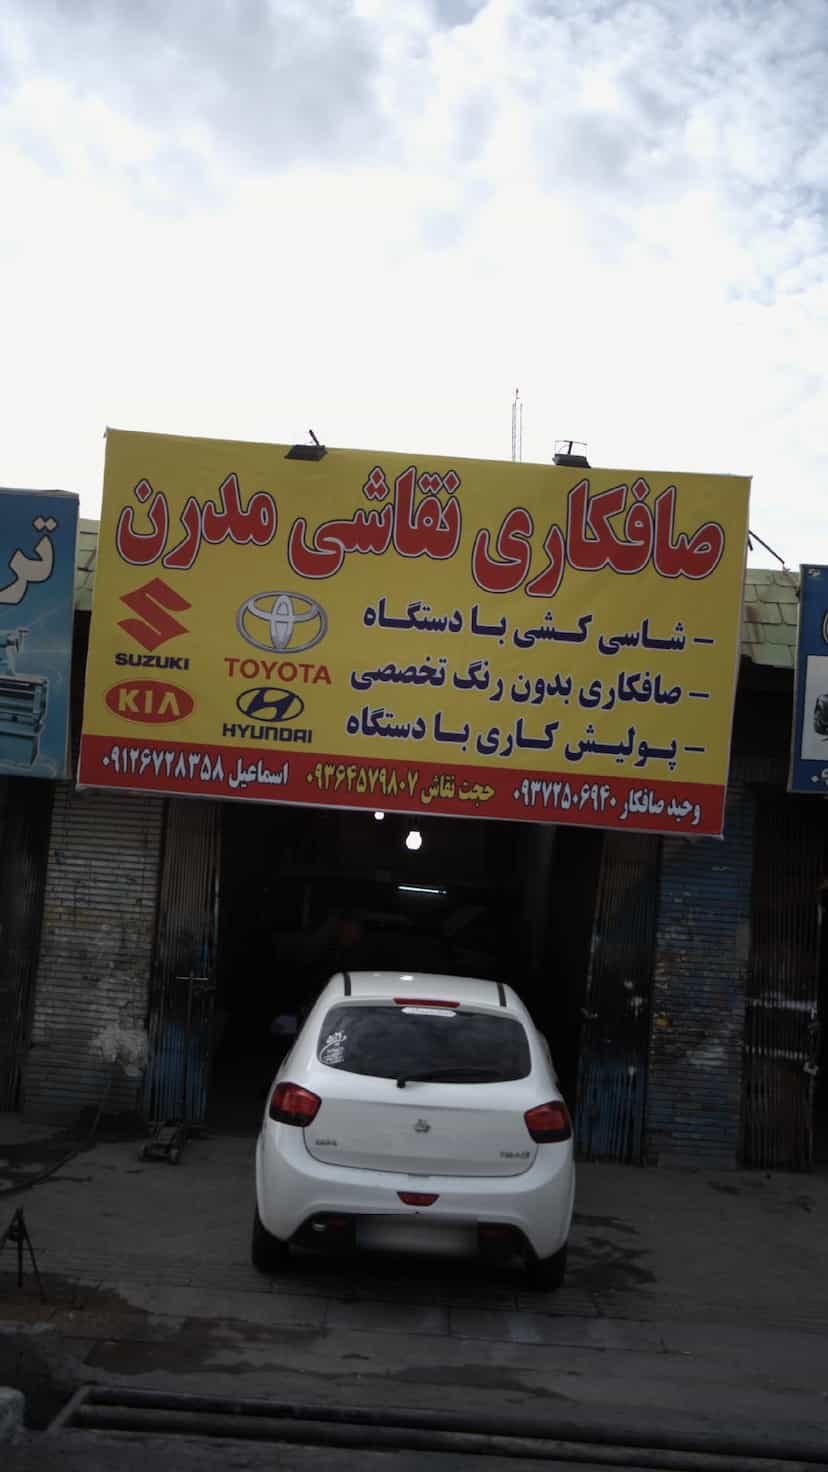 صافکاری نقاشی مدرن
- شاسی کشی با دستگاه
- صافکاری بدون رنگ تخصصی
- پولیش کاری با دستگاه
SUZUKI
TOYOTA
KIA
HYUNDAI
وحید صافکار ۰۹۳۷۲۵۰۶۹۴۰ حجت نقاش ۰۹۳۶۴۵۷۹۸۰۷ اسماعیل ۰۹۱۲۶۷۲۸۳۵۸
تر